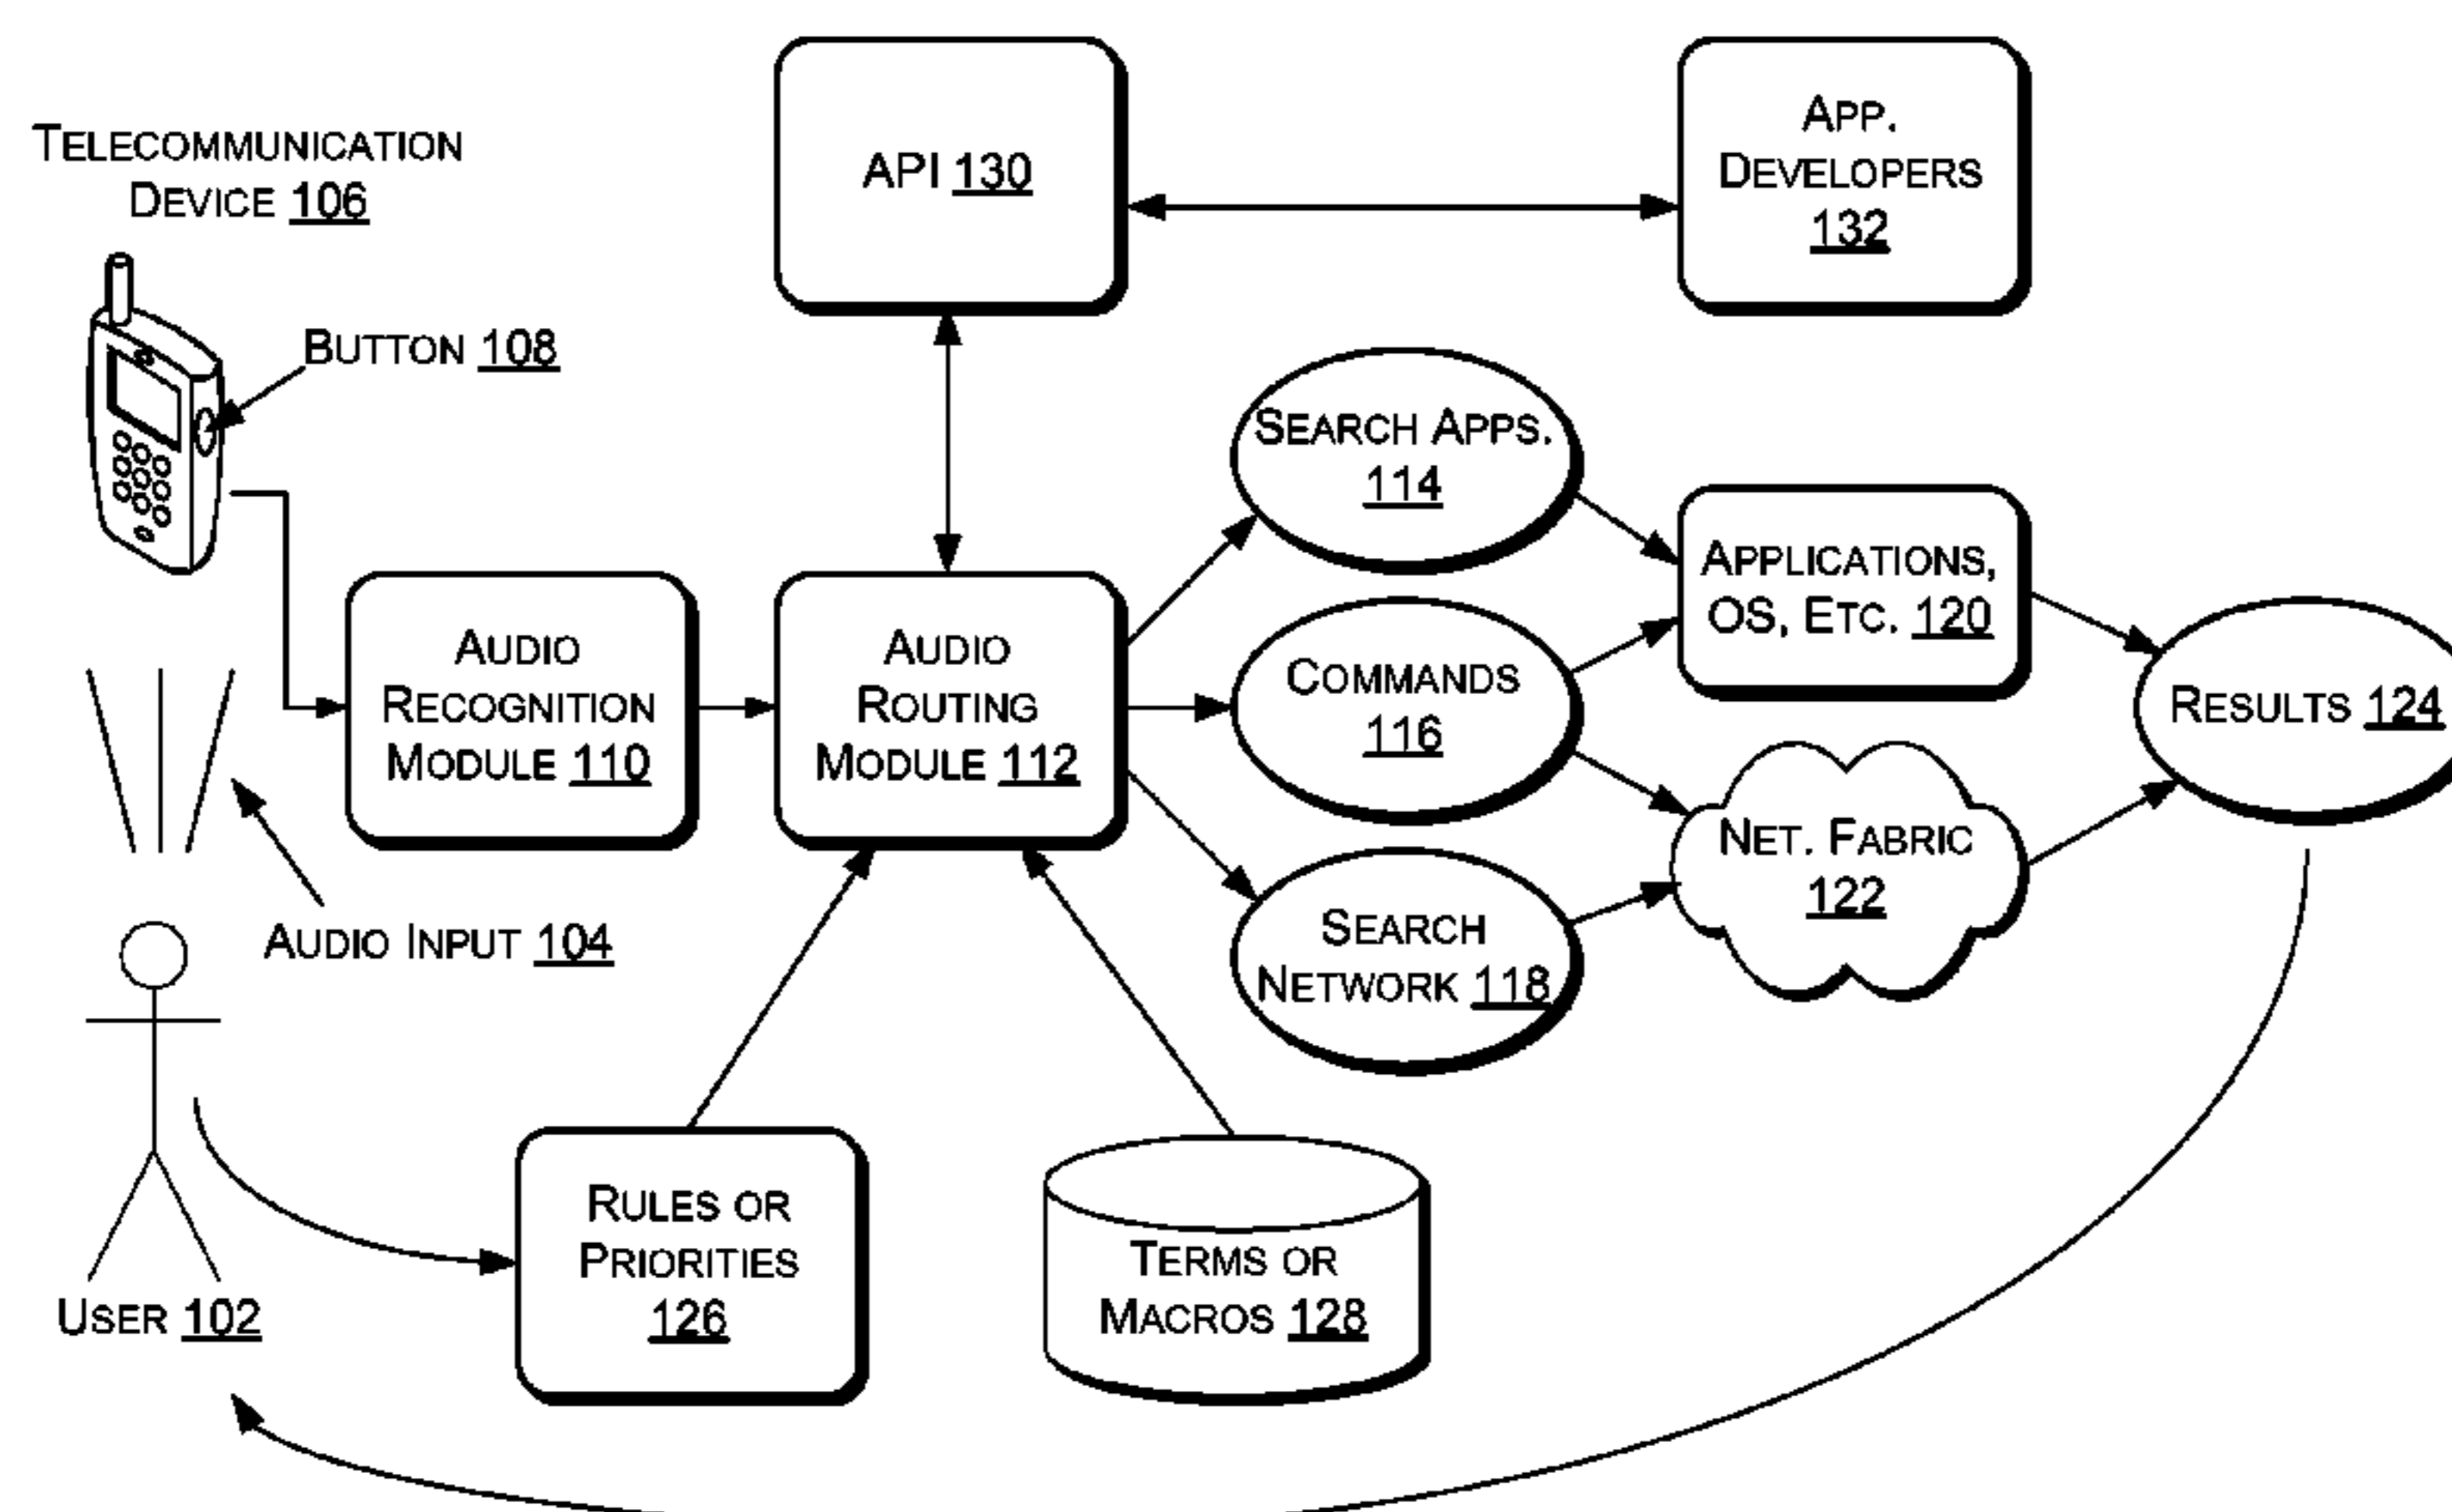 TELECOMMUNICATION
DEVICE 106
BUTTON 108
API 130
APP.
DEVELOPERS
132
SEARCH APPS.
114
APPLICATIONS,
OS, ETC. 120
AUDIO
RECOGNITION
MODULE 110
AUDIO
ROUTING
MODULE 112
COMMANDS
116
RESULTS 124
NET. FABRIC
122
AUDIO INPUT 104
SEARCH
NETWORK 118
USER 102
RULES OR
PRIORITIES
126
TERMS OR
MACROS 128